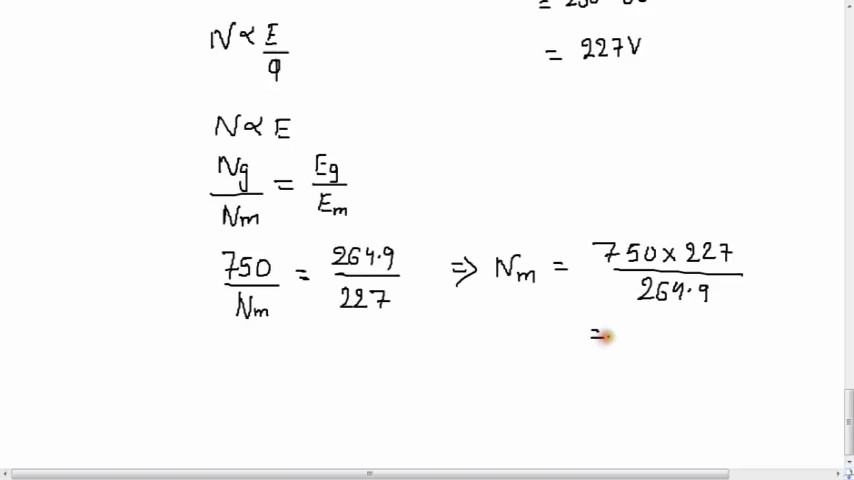 N ∝ E/φ
= 227V
N ∝ E
Ng/Nm = Eg/Em
750/Nm = 264.9/227 ⇒ Nm = 750 x 227/264.9
=